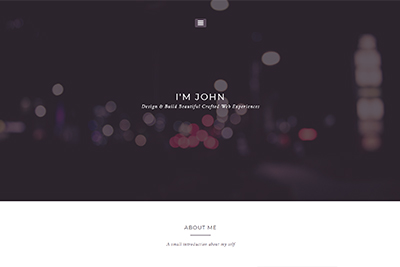 I'M JOHN
Design & Build Beautiful Crafted Web Experiences
ABOUT ME
A small introduction about my self